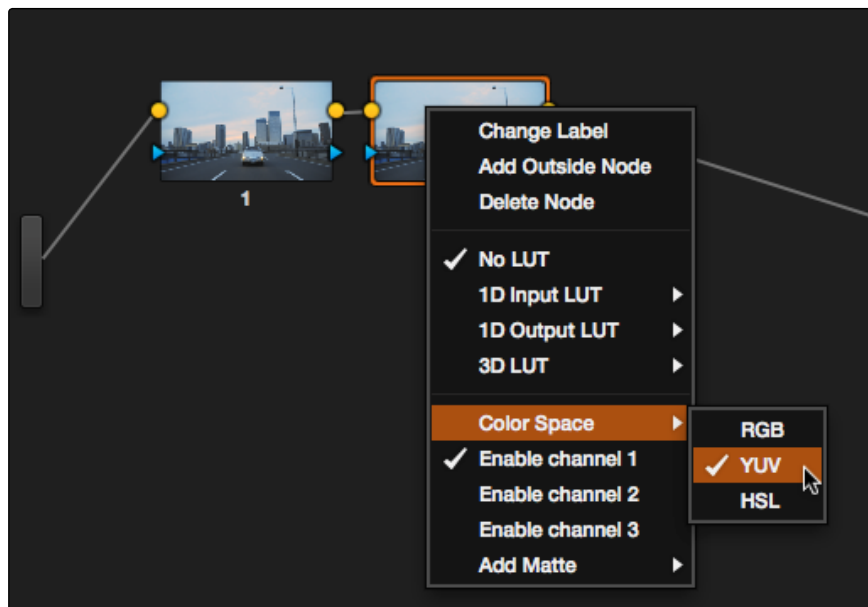 1
Change Label
Add Outside Node
Delete Node
No LUT
1D Input LUT
1D Output LUT
3D LUT
Color Space
Enable channel 1
Enable channel 2
Enable channel 3
Add Matte
RGB
YUV
HSL